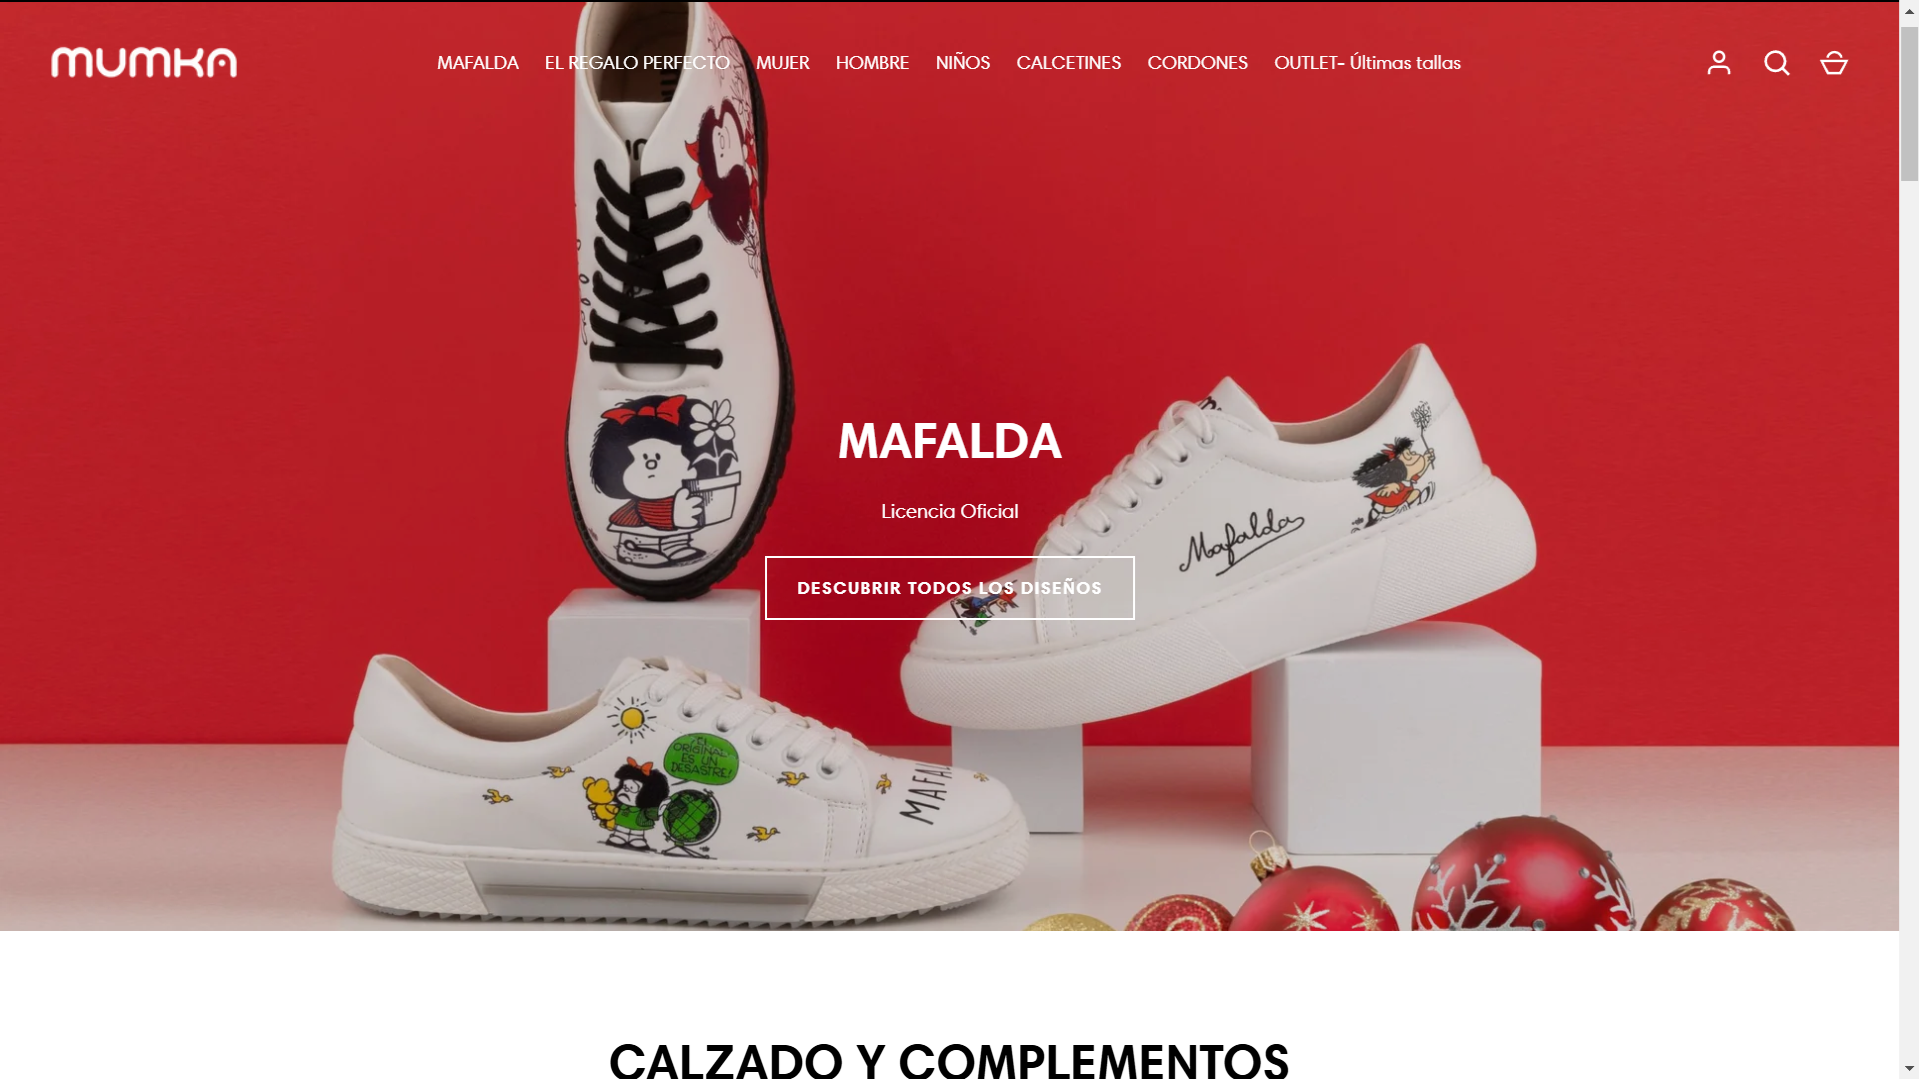 MUMKA
MAFALDA EL REGALO PERFECTO MUJER HOMBRE NIÑOS CALCETINES CORDONES OUTLET- Últimas tallas
MAFALDA
Licencia Oficial
DESCUBRIR TODOS LOS DISEÑOS
Mafalda
¡EL
ORIGINAL
ES UN
DESASTRE!
CALZADO Y COMPLEMENTOS